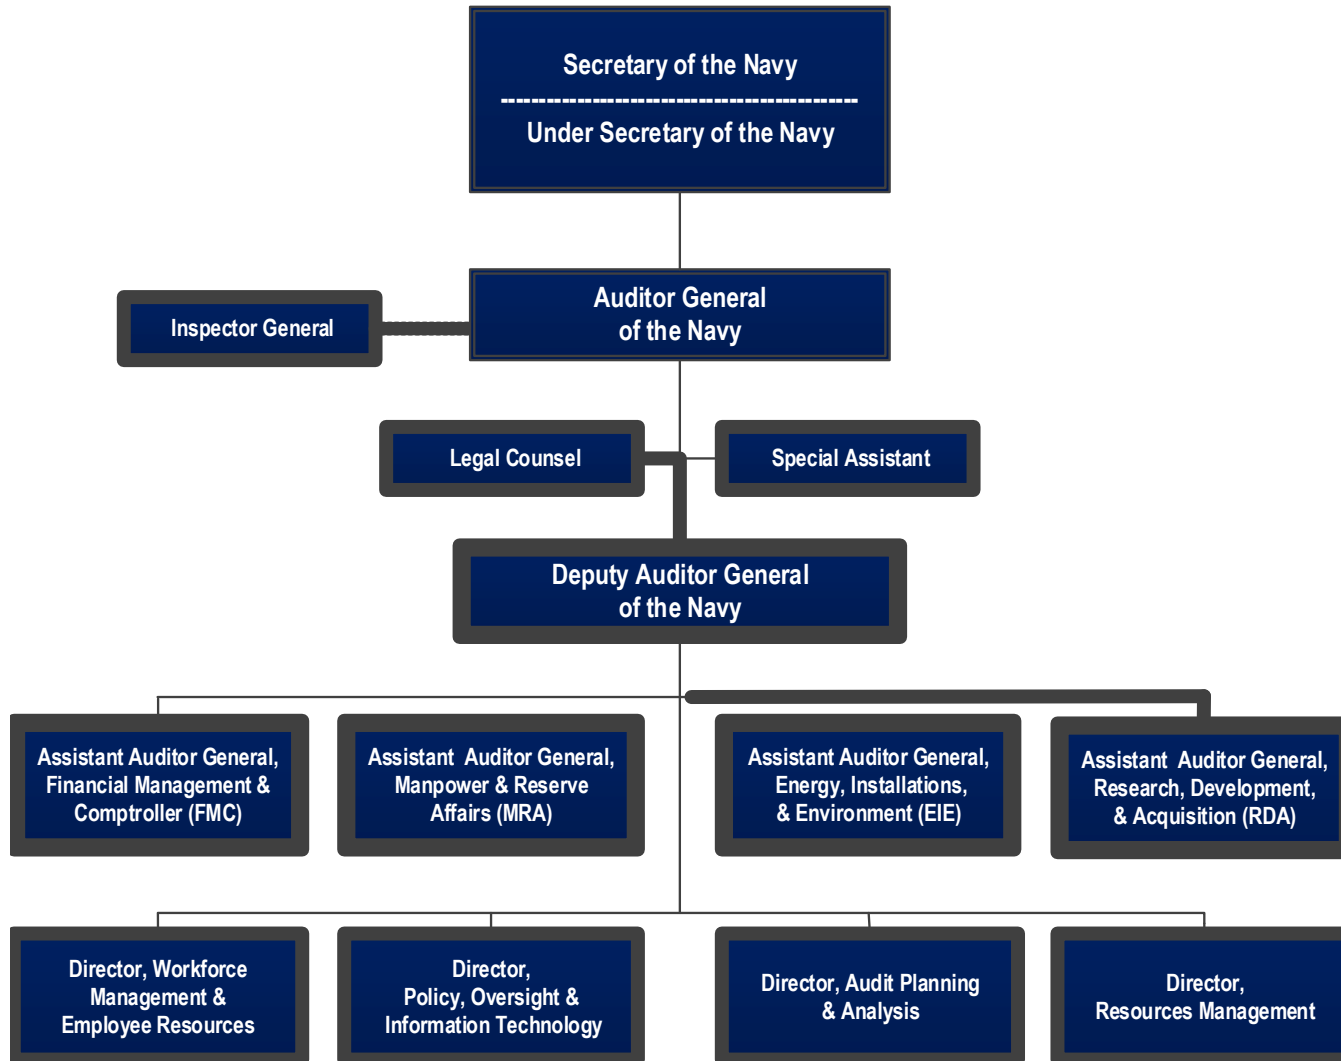 Secretary of the Navy
-----------------------------------------------
Under Secretary of the Navy
Auditor General
of the Navy
Inspector General
Legal Counsel
Special Assistant
Deputy Auditor General
of the Navy
Assistant Auditor General,
Financial Management &
Comptroller (FMC)
Assistant Auditor General,
Manpower & Reserve
Affairs (MRA)
Assistant Auditor General,
Energy, Installations,
& Environment (EIE)
Assistant Auditor General,
Research, Development,
& Acquisition (RDA)
Director, Workforce
Management &
Employee Resources
Director,
Policy, Oversight &
Information Technology
Director, Audit Planning
& Analysis
Director,
Resources Management